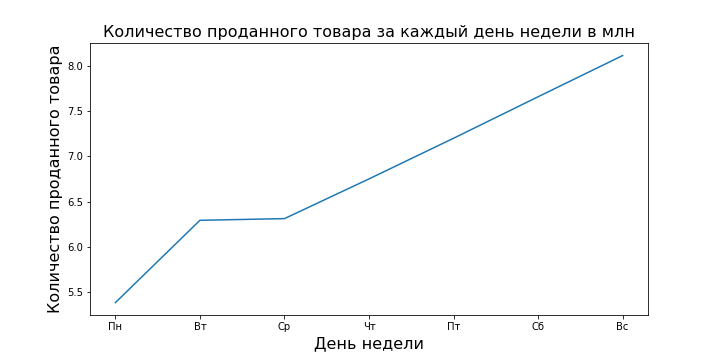 Количество проданного товара за каждый день недели в млн
Количество проданного товара
8.0
7.5
7.0
6.5
6.0
5.5
Пн Вт Ср Чт Пт Сб Вс
День недели